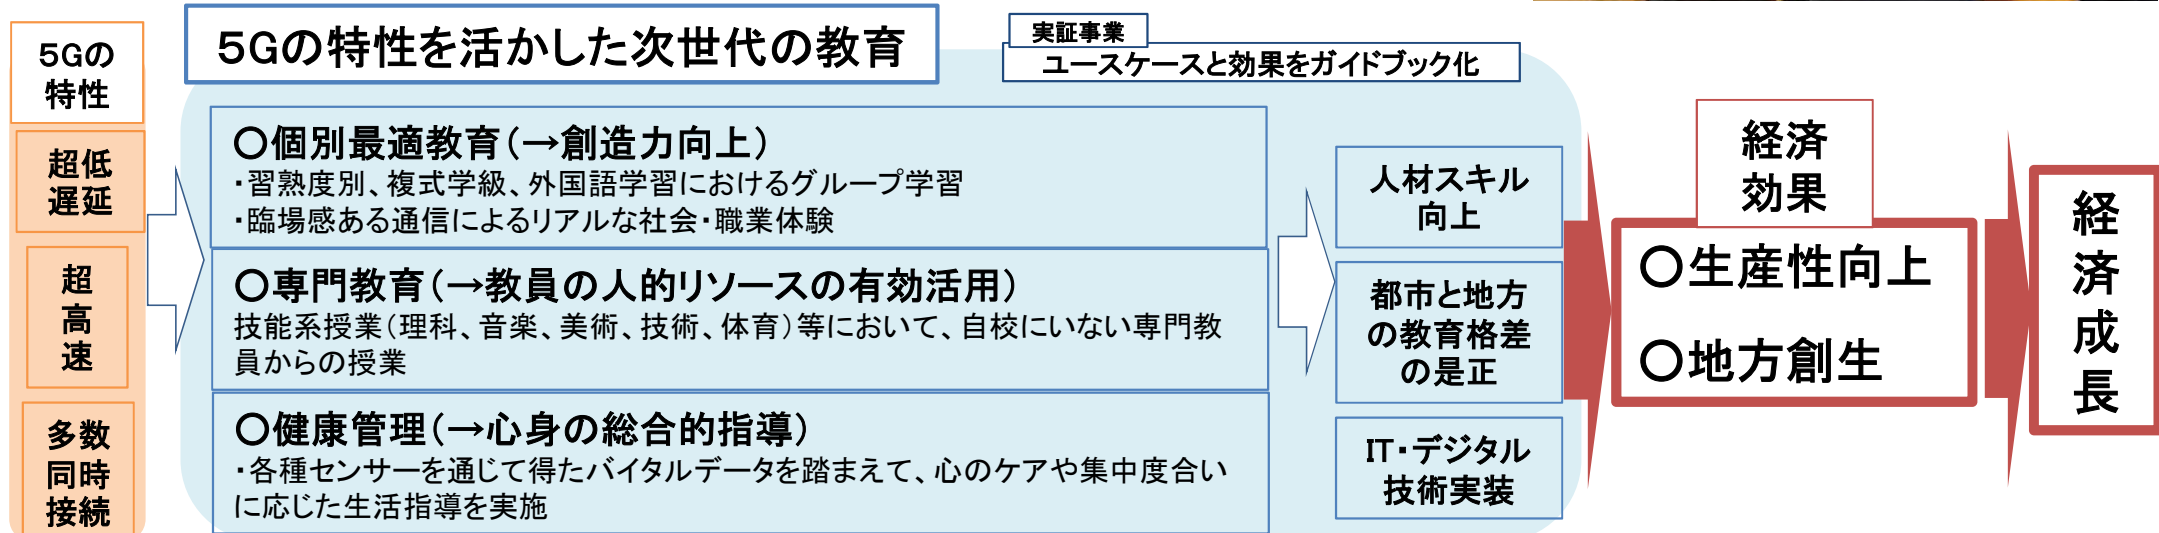 5Gの
特性
超低
遅延
超
高
速
多数
同時
接続
5Gの特性を活かした次世代の教育
実証事業
ユースケースと効果をガイドブック化
〇個別最適教育(→創造力向上)
・習熟度別、複式学級、外国語学習におけるグループ学習
・臨場感ある通信によるリアルな社会・職業体験
〇専門教育(→教員の人的リソースの有効活用)
技能系授業(理科、音楽、美術、技術、体育)等において、自校にいない専門教
員からの授業
〇健康管理(→心身の総合的指導)
・各種センサーを通じて得たバイタルデータを踏まえて、心のケアや集中度合い
に応じた生活指導を実施
人材スキル
向上
都市と地方
の教育格差
の是正
IT・デジタル
技術実装
経済
効果
〇生産性向上
〇地方創生
経
済
成
長